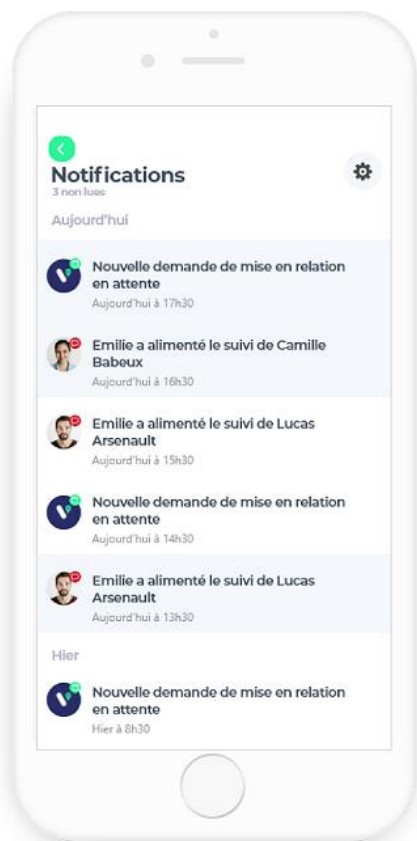 Notifications
3 non lues
Aujourd'hui
Nouvelle demande de mise en relation
en attente
Aujourd'hui à 17h30
Emilie a alimenté le suivi de Camille
Babeux
Aujourd'hui à 16h30
Emilie a alimenté le suivi de Lucas
Arsenault
Aujourd'hui à 15h30
Nouvelle demande de mise en relation
en attente
Aujourd'hui à 14h30
Emilie a alimenté le suivi de Lucas
Arsenault
Aujourd'hui à 13h30
Hier
Nouvelle demande de mise en relation
en attente
Hier à 8h30